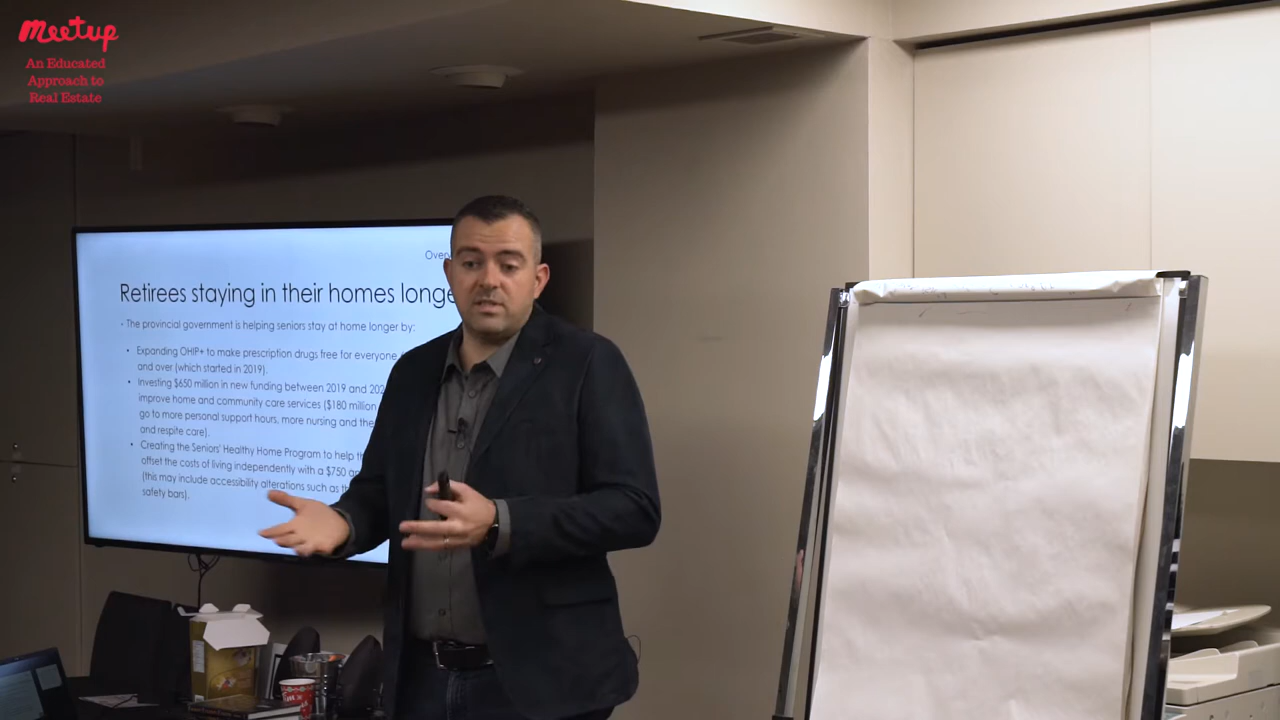 meetup
An Educated
Approach to
Real Estate
Retirees staying in their homes longe
- The provincial government is helping seniors stay at home longer by:
• Expanding OHIP+ to make prescription drugs free for everyone
and over (which started in 2019).
• Investing $650 million in new funding between 2019 and
improve home and community care services ($180 million
go to more personal support hours, more nursing and
and respite care).
• Creating the Seniors' Healthy Home Program to help
offset the costs of living independently with a $750
(this may include accessibility alterations such as
safety bars).